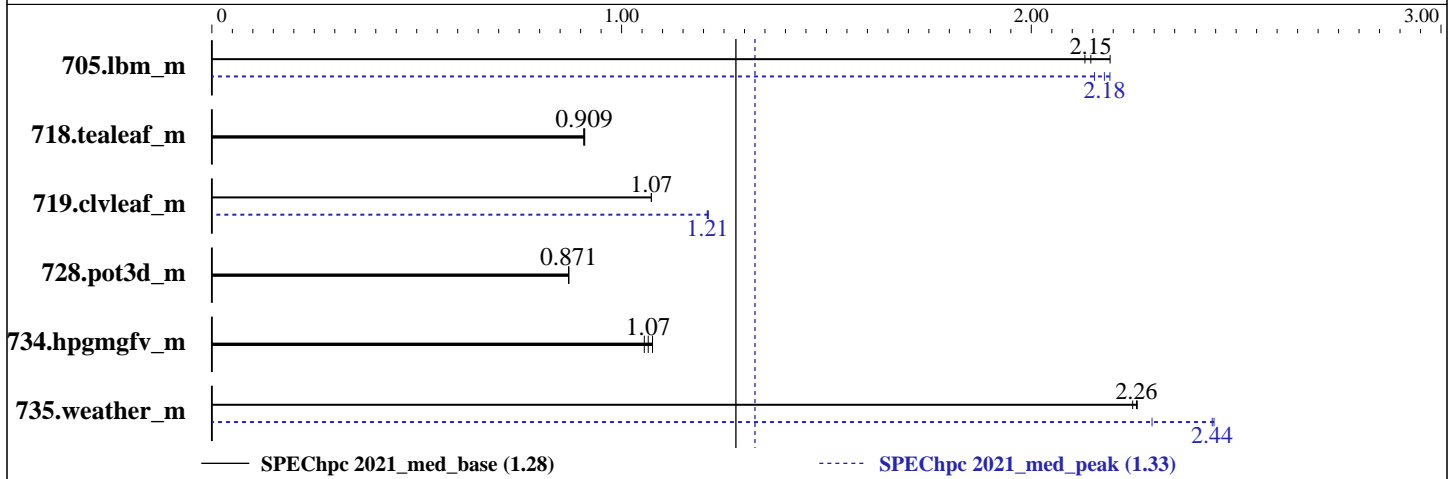 0 1.00 2.00 3.00
705.lbm_m 2.15
2.18
718.tealeaf_m 0.909
719.clvleaf_m 1.07
1.21
728.pot3d_m 0.871
734.hpgmgfv_m 1.07
735.weather_m 2.26
2.44
SPEChpc 2021_med_base (1.28) SPEChpc 2021_med_peak (1.33)